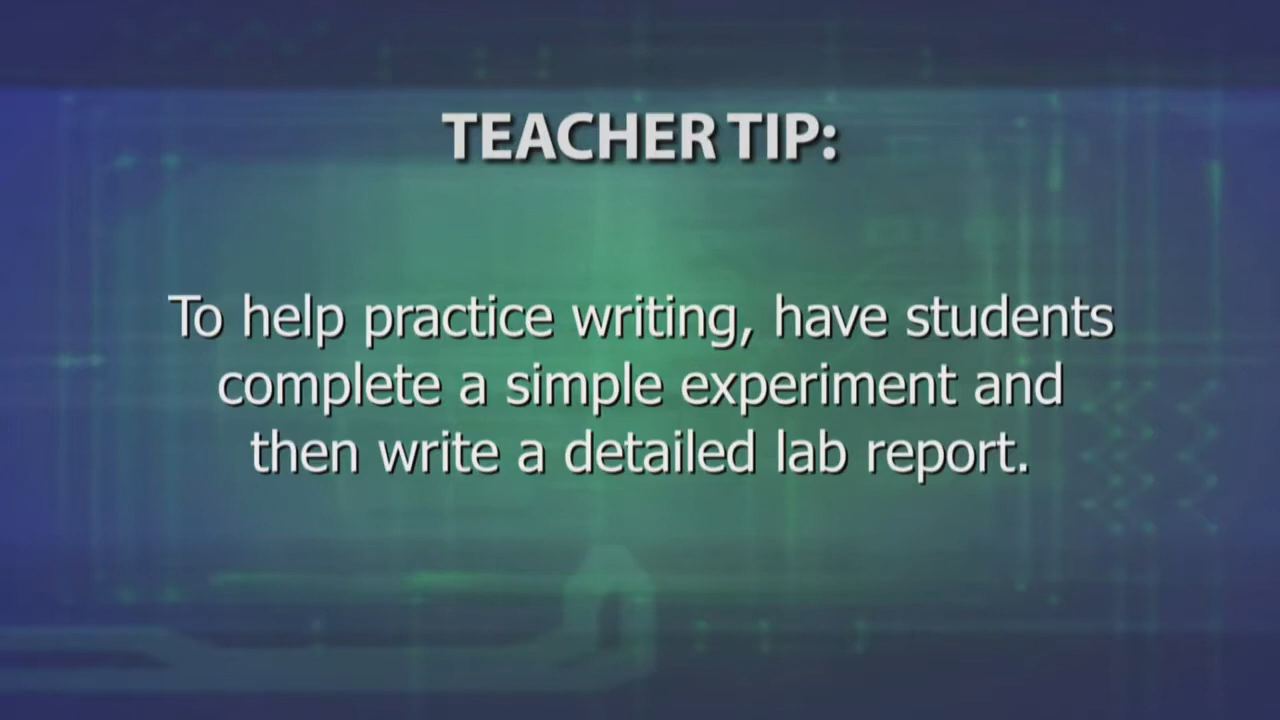 TEACHER TIP:
To help practice writing, have students
complete a simple experiment and
then write a detailed lab report.